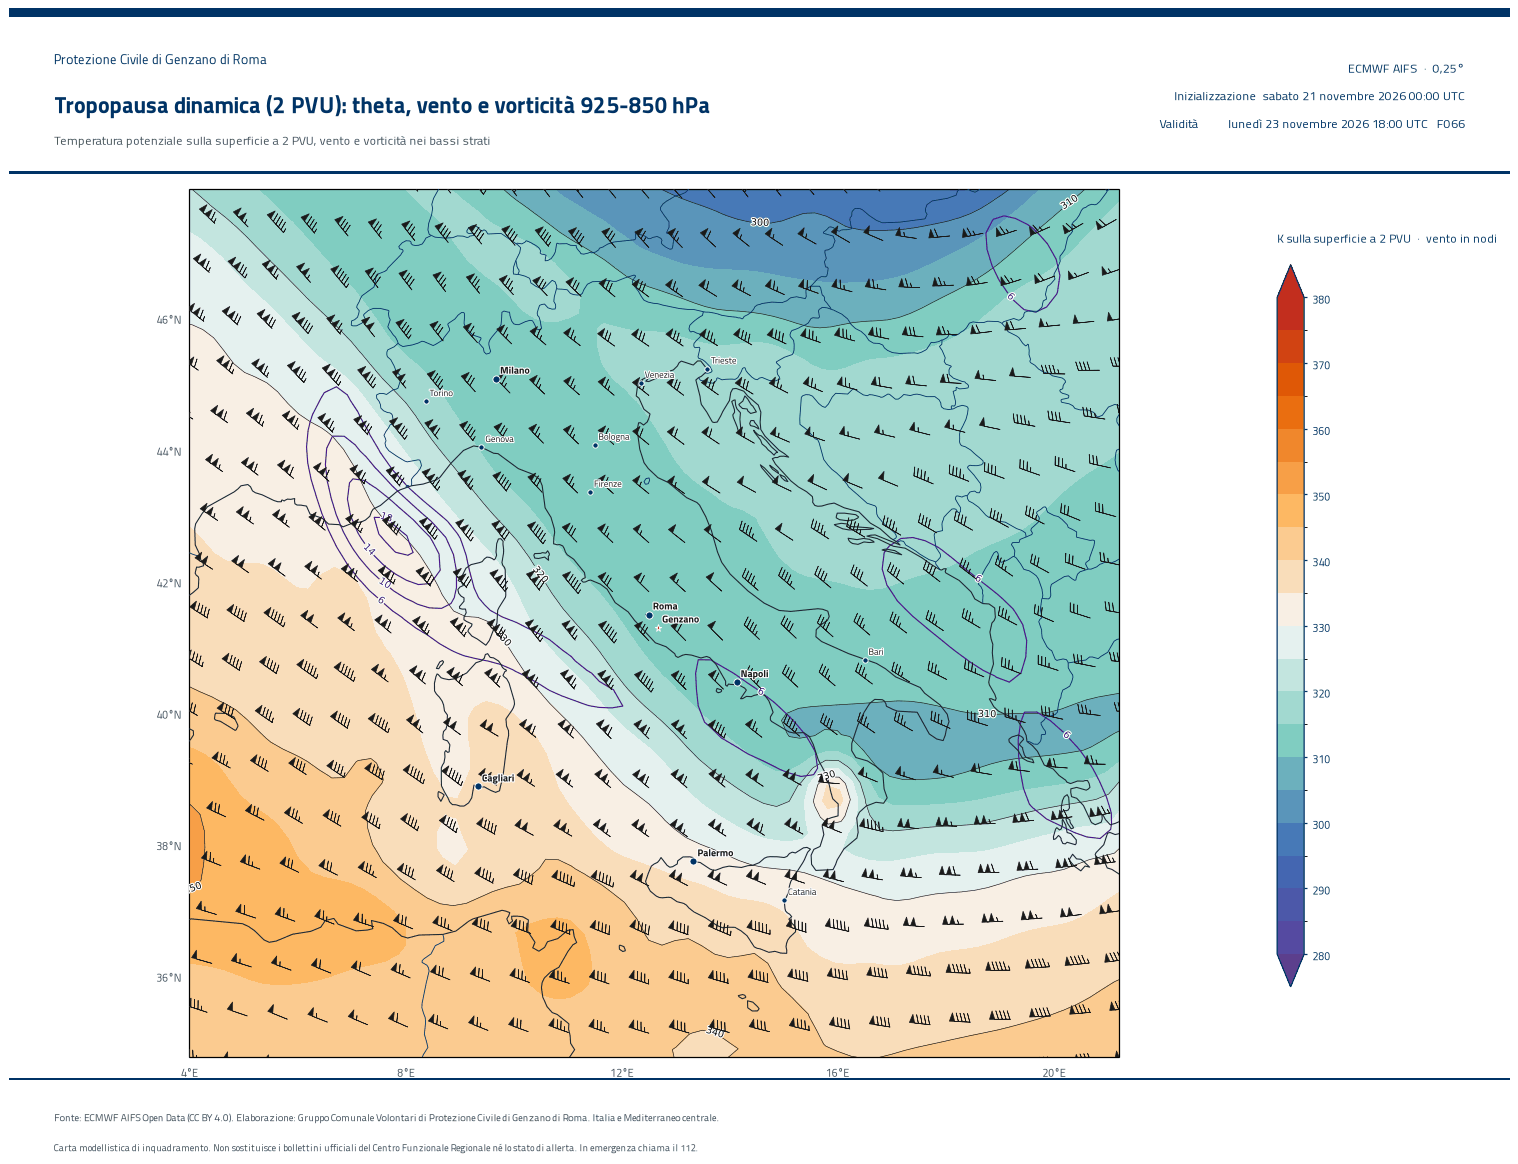 Protezione Civile di Genzano di Roma
Tropopausa dinamica (2 PVU): theta, vento e vorticità 925-850 hPa
Temperatura potenziale sulla superficie a 2 PVU, vento e vorticità nei bassi strati
ECMWF AIFS · 0,25°
Inizializzazione sabato 21 novembre 2026 00:00 UTC
Validità lunedì 23 novembre 2026 18:00 UTC F066
K sulla superficie a 2 PVU · vento in nodi
380
370
360
350
340
330
320
310
300
290
280
46°N
44°N
42°N
40°N
38°N
36°N
4°E
8°E
12°E
16°E
20°E
300
310
6
Trieste
Venezia
Milano
Torino
Genova
Bologna
Firenze
18
14
10
6
320
330
6
Roma
Genzano
Bari
Napoli
6
310
6
330
Cagliari
Palermo
50
Catania
340
Fonte: ECMWF AIFS Open Data (CC BY 4.0). Elaborazione: Gruppo Comunale Volontari di Protezione Civile di Genzano di Roma. Italia e Mediterraneo centrale.
Carta modellistica di inquadramento. Non sostituisce i bollettini ufficiali del Centro Funzionale Regionale né lo stato di allerta. In emergenza chiama il 112.